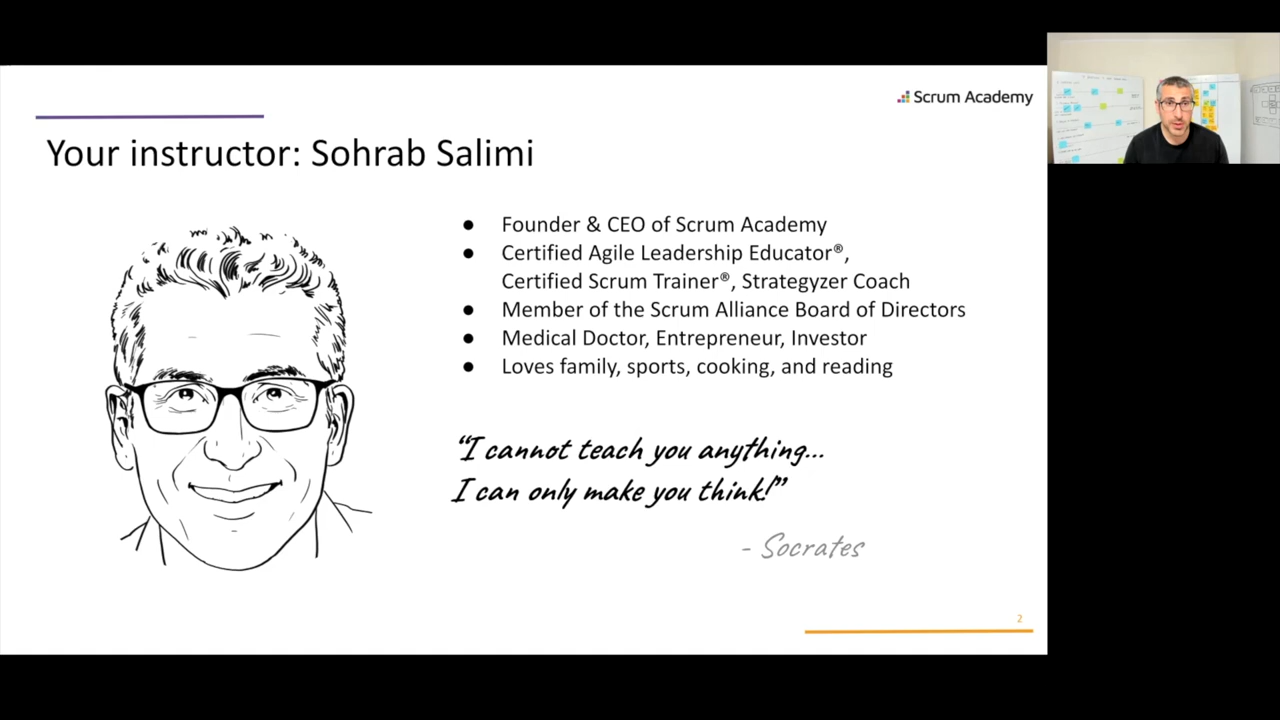 Scrum Academy
Your instructor: Sohrab Salimi
● Founder & CEO of Scrum Academy
● Certified Agile Leadership Educator®,
Certified Scrum Trainer®, Strategyzer Coach
● Member of the Scrum Alliance Board of Directors
● Medical Doctor, Entrepreneur, Investor
● Loves family, sports, cooking, and reading
“I cannot teach you anything...
I can only make you think!”
- Socrates
2